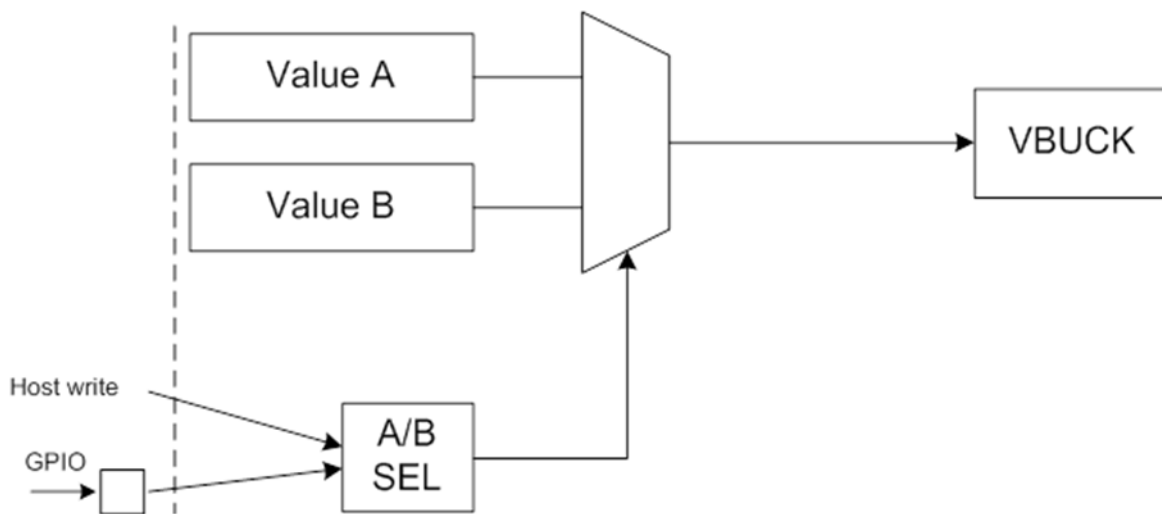 Value A
Value B
VBUCK
Host write
A/B
SEL
GPIO